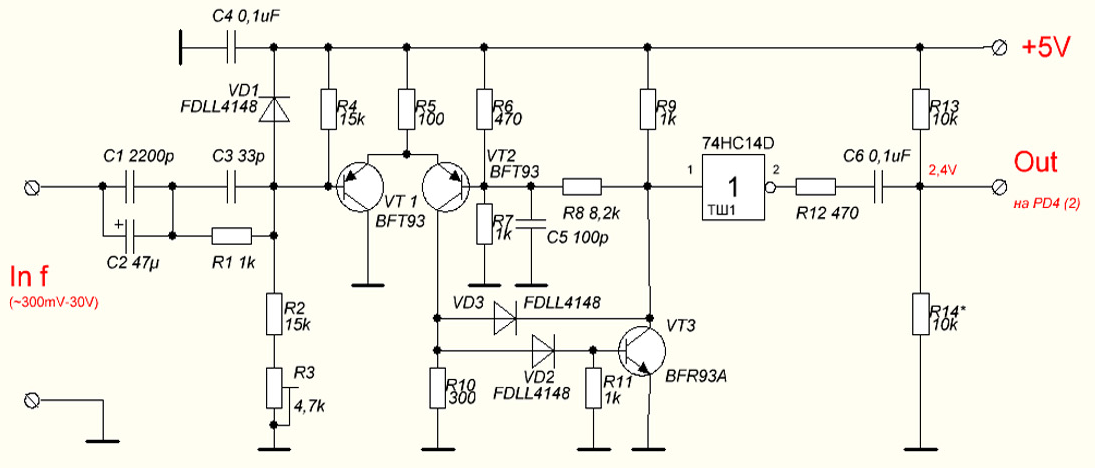 C4 0,1uF
+5V
VD1
FDLL4148
R4
15k
R5
100
R6
470
R9
1k
R13
10k
C1 2200p
C3 33p
VT2
BFT93
74HC14D
C6 0,1uF
2,4V
Out
1
1
2
ТШ1
VT 1
BFT93
R7
1k
R8 8,2k
C5 100p
R12 470
на PD4 (2)
+
C2 47µ
R1 1k
In f
(~300mV-30V)
R2
15k
VD3
FDLL4148
VT3
R14*
10k
R3
4,7k
R10
300
VD2
FDLL4148
R11
1k
BFR93A